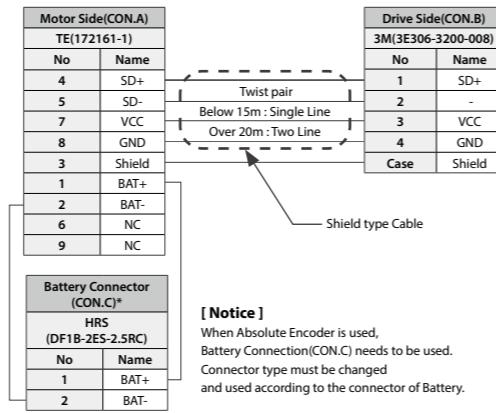 Motor Side(CON.A)
TE(172161-1)
No Name
4 SD+
5 SD-
7 VCC
8 GND
3 Shield
1 BAT+
2 BAT-
6 NC
9 NC
Twist pair
Below 15m : Single Line
Over 20m : Two Line
Shield type Cable
Drive Side(CON.B)
3M(3E306-3200-008)
No Name
1 SD+
2 -
3 VCC
4 GND
Case Shield
Battery Connector
(CON.C)*
HRS
(DF1B-2ES-2.5RC)
No Name
1 BAT+
2 BAT-
[ Notice ]
When Absolute Encoder is used,
Battery Connection(CON.C) needs to be used.
Connector type must be changed
and used according to the connector of Battery.